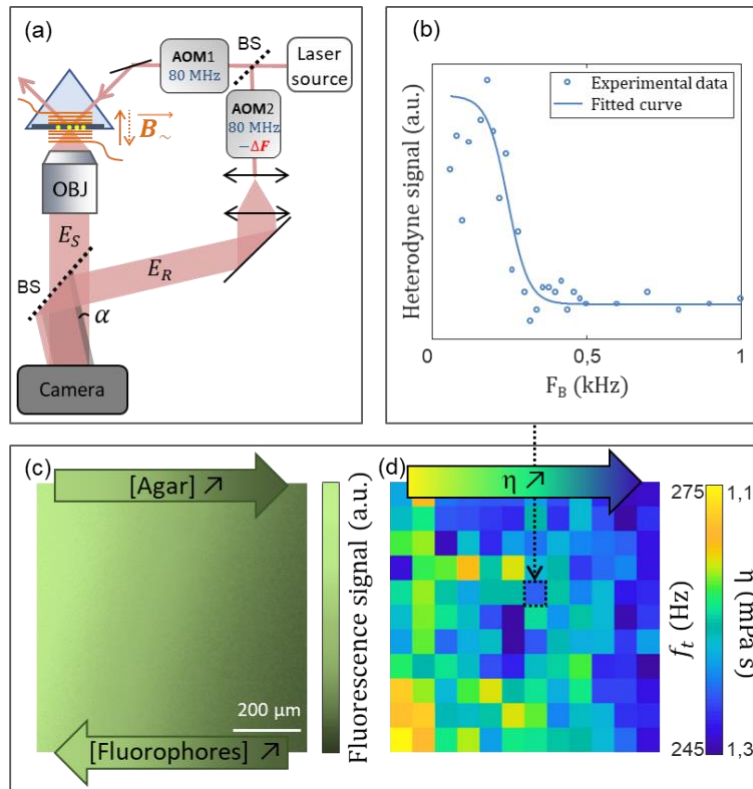 (a)
BS
AOM1
80 MHz
Laser
source
AOM2
80 MHz
−ΔF
B~
OBJ
E_S
E_R
BS
α
Camera
(b)
Heterodyne signal (a.u.)
Experimental data
Fitted curve
0
0,5
1
F_B (kHz)
(c)
[Agar] ↗
[Fluorophores] ↗
200 µm
Fluorescence signal (a.u.)
(d)
η ↗
275
245
f_t (Hz)
1,1
1,3
η (mPa s)